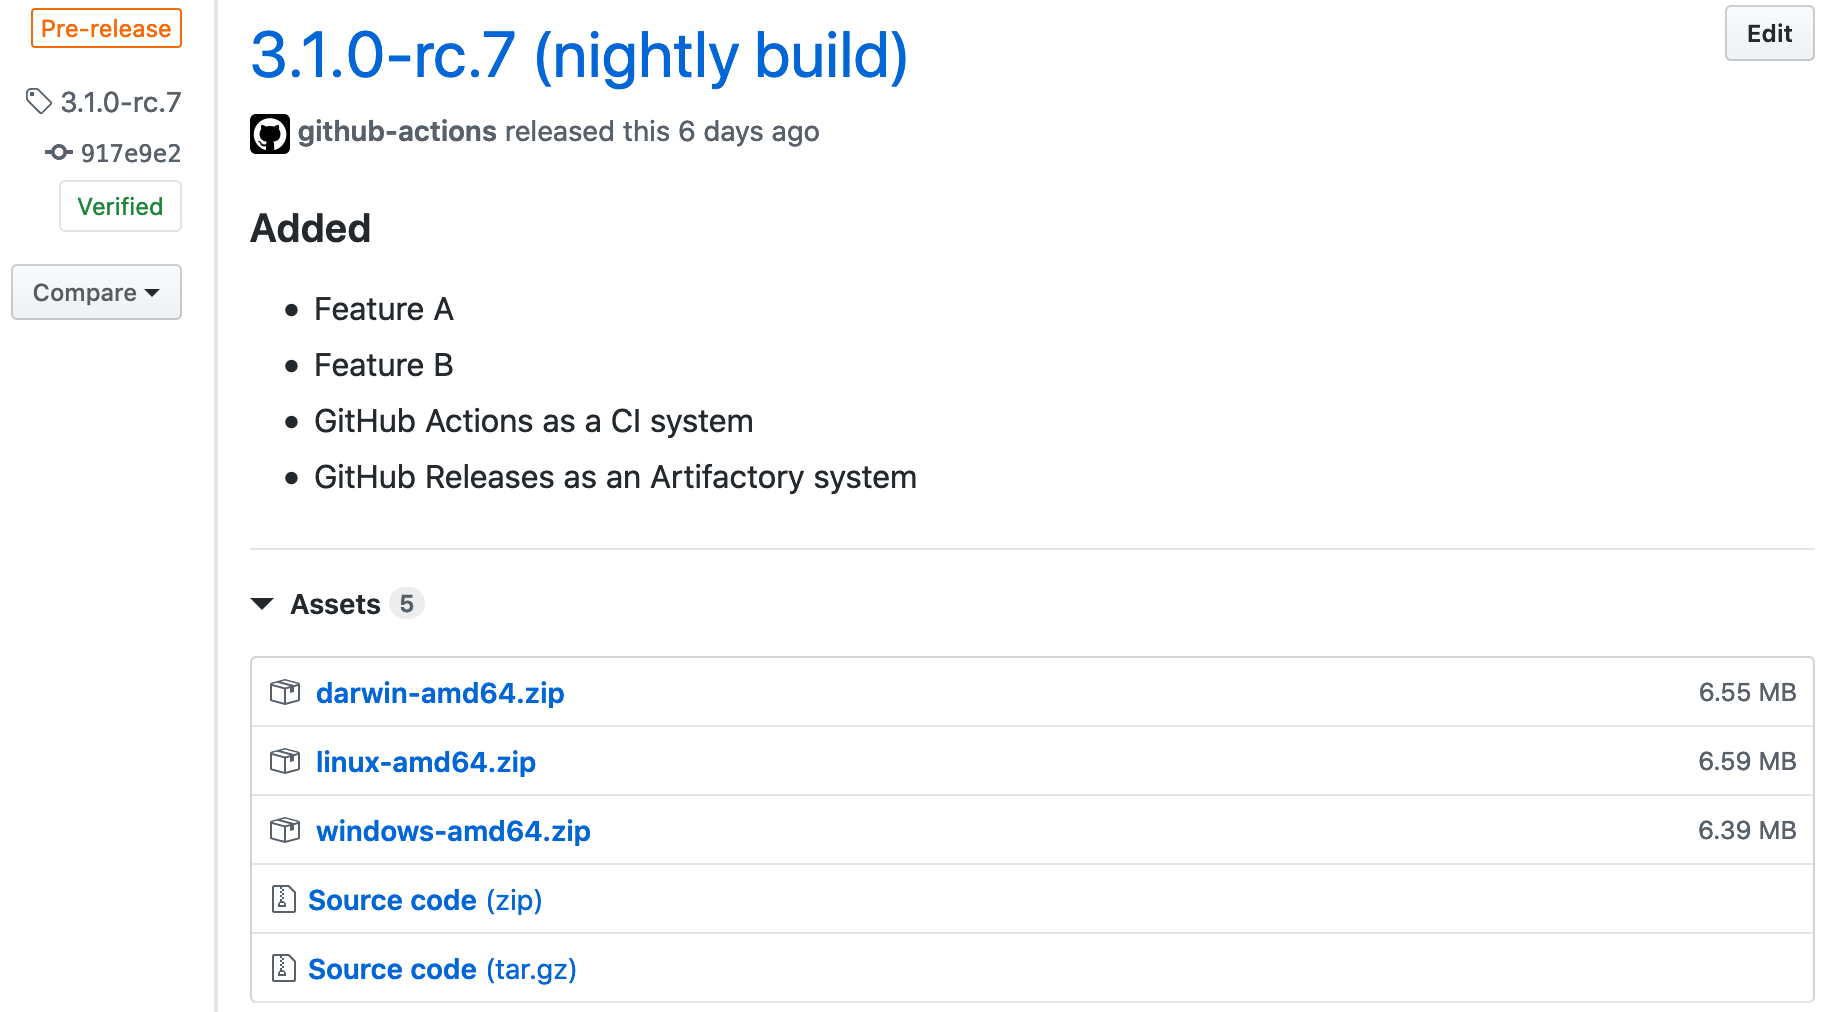 Pre-release
3.1.0-rc.7
917e9e2
Verified
Compare
3.1.0-rc.7 (nightly build)
Edit
github-actions released this 6 days ago
Added
Feature A
Feature B
GitHub Actions as a CI system
GitHub Releases as an Artifactory system
Assets 5
darwin-amd64.zip 6.55 MB
linux-amd64.zip 6.59 MB
windows-amd64.zip 6.39 MB
Source code (zip)
Source code (tar.gz)